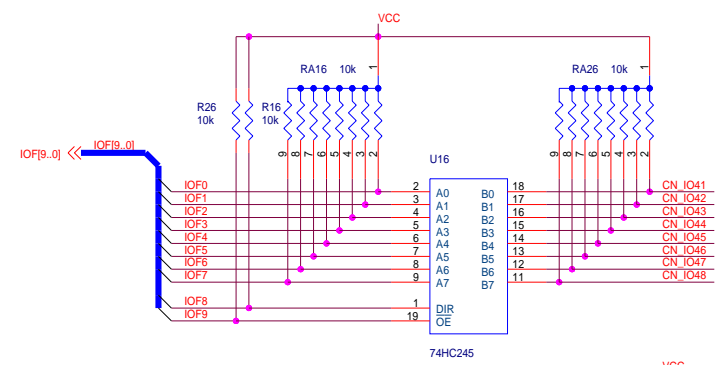 VCC
RA16 10k
1
RA26 10k
1
R26
10k
R16
10k
IOF[9..0]
IOF[9..0]
9 8 7 6 5 4 3 2
9 8 7 6 5 4 3 2
U16
IOF0 2 A0 B0 18 CN_IO41
IOF1 3 A1 B1 17 CN_IO42
IOF2 4 A2 B2 16 CN_IO43
IOF3 5 A3 B3 15 CN_IO44
IOF4 6 A4 B4 14 CN_IO45
IOF5 7 A5 B5 13 CN_IO46
IOF6 8 A6 B6 12 CN_IO47
IOF7 9 A7 B7 11 CN_IO48
IOF8 1 DIR
IOF9 19 OE
74HC245
VCC